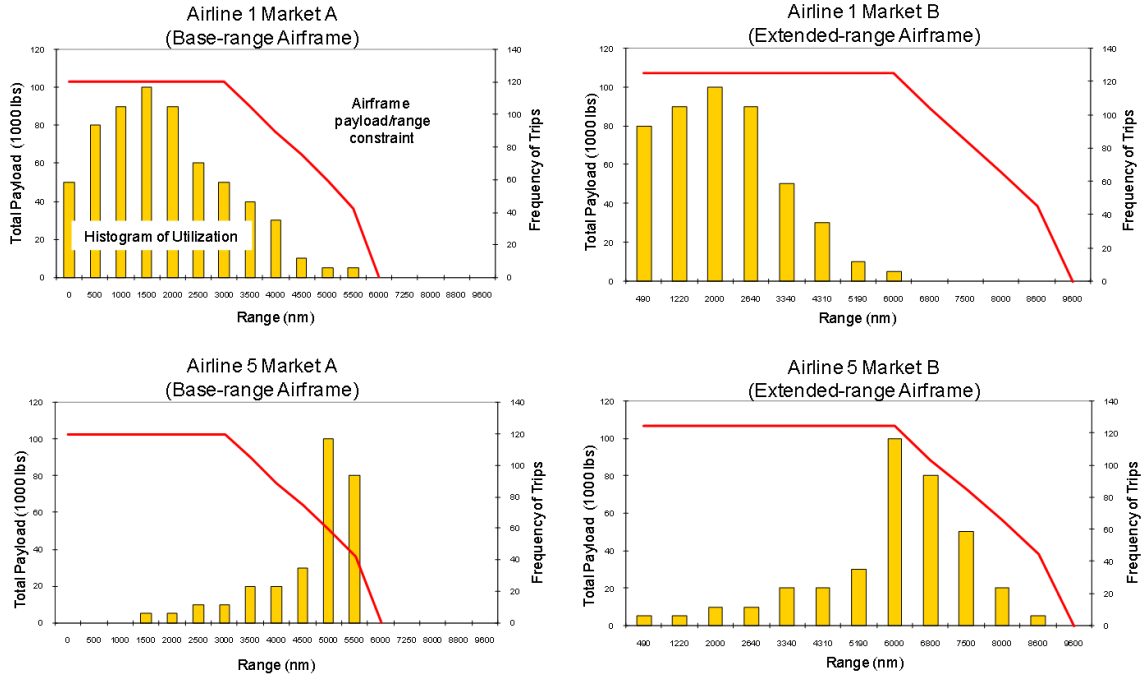 Airline 1 Market A
(Base-range Airframe)
Total Payload (1000 lbs)
120
100
80
60
40
20
0
140
120
100
80
60
40
20
0
Frequency of Trips
Airframe
payload/range
constraint
Histogram of Utilization
0 500 1000 1500 2000 2500 3000 3500 4000 4500 5000 5500 6000 7250 8000 8800 9600
Range (nm)
Airline 1 Market B
(Extended-range Airframe)
Total Payload (1000 lbs)
120
100
80
60
40
20
0
140
120
100
80
60
40
20
0
Frequency of Trips
490 1220 2000 2640 3340 4310 5190 6000 6800 7500 8000 8600 9600
Range (nm)
Airline 5 Market A
(Base-range Airframe)
Total Payload (1000 lbs)
120
100
80
60
40
20
0
140
120
100
80
60
40
20
0
Frequency of Trips
0 500 1000 1500 2000 2500 3000 3500 4000 4500 5000 5500 6000 7250 8000 8800 9600
Range (nm)
Airline 5 Market B
(Extended-range Airframe)
Total Payload (1000 lbs)
120
100
80
60
40
20
0
140
120
100
80
60
40
20
0
Frequency of Trips
490 1220 2000 2640 3340 4310 5190 6000 6800 7500 8000 8800 9600
Range (nm)